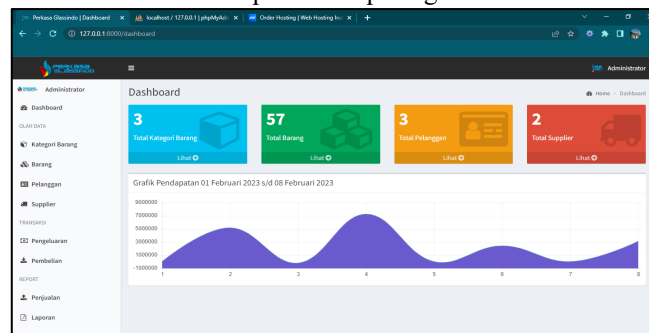 Perkasa Glassindo | Dashboard
localhost / 127.0.0.1 | phpMyAdm
Order Hosting | Web Hosting Ind
127.0.0.1:8000/dashboard
PERKASA
GLASSINDO
Administrator
Administrator
Dashboard
OLAH DATA
Kategori Barang
Barang
Pelanggan
Supplier
TRANSAKSI
Pengeluaran
Pembelian
REPORT
Penjualan
Laporan
Dashboard
Home
Dashboard
3
Total Kategori Barang
Lihat
57
Total Barang
Lihat
3
Total Pelanggan
Lihat
2
Total Supplier
Lihat
Grafik Pendapatan 01 Februari 2023 s/d 08 Februari 2023
9000000
7000000
5000000
3000000
1000000
-1000000
1 2 3 4 5 6 7 8